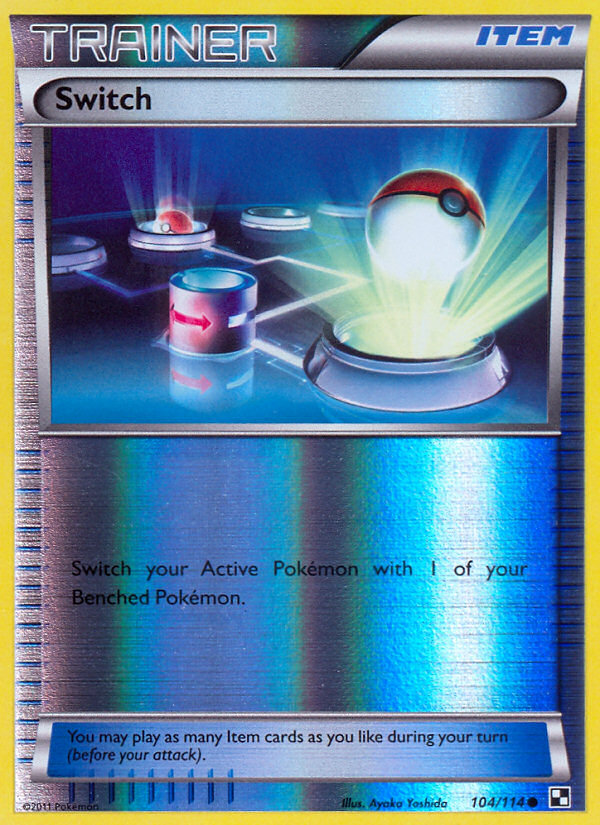 TRAINER
ITEM
Switch
Switch your Active Pokémon with 1 of your
Benched Pokémon.
You may play as many Item cards as you like during your turn
(before your attack).
©2011 Pokémon
Illus. Ayaka Yoshida
104/114